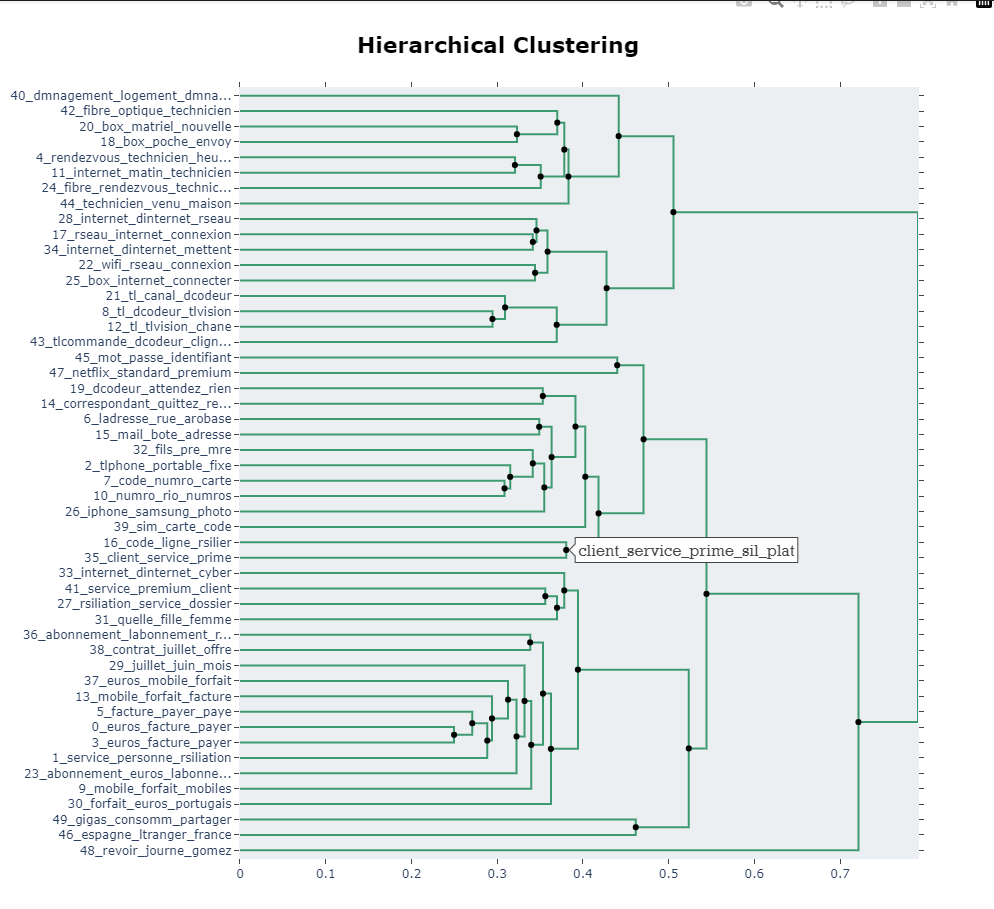 Hierarchical Clustering
40_dmnagement_logement_dmna...
42_fibre_optique_technicien
20_box_matriel_nouvelle
18_box_poche_envoy
4_rendezvous_technicien_heu...
11_internet_matin_technicien
24_fibre_rendezvous_technic...
44_technicien_venu_maison
28_internet_dinternet_rseau
17_rseau_internet_connexion
34_internet_dinternet_mettent
22_wifi_rseau_connexion
25_box_internet_connecter
21_tl_canal_dcodeur
8_tl_dcodeur_tlvision
12_tl_tlvision_chane
43_tlcommande_dcodeur_clign...
45_mot_passe_identifiant
47_netflix_standard_premium
19_dcodeur_attendez_rien
14_correspondant_quittez_re...
6_ladresse_rue_arobase
15_mail_bote_adresse
32_fils_pre_mre
2_tlphone_portable_fixe
7_code_numro_carte
10_numro_rio_numros
26_iphone_samsung_photo
39_sim_carte_code
16_code_ligne_rsilier
client_service_prime_sil_plat
35_client_service_prime
33_internet_dinternet_cyber
41_service_premium_client
27_rsiliation_service_dossier
31_quelle_fille_femme
36_abonnement_labonnement_r...
38_contrat_juillet_offre
29_juillet_juin_mois
37_euros_mobile_forfait
13_mobile_forfait_facture
5_facture_payer_paye
0_euros_facture_payer
3_euros_facture_payer
1_service_personne_rsiliation
23_abonnement_euros_labonne...
9_mobile_forfait_mobiles
30_forfait_euros_portugais
49_gigas_consomm_partager
46_espagne_ltranger_france
48_revoir_journe_gomez
0 0.1 0.2 0.3 0.4 0.5 0.6 0.7